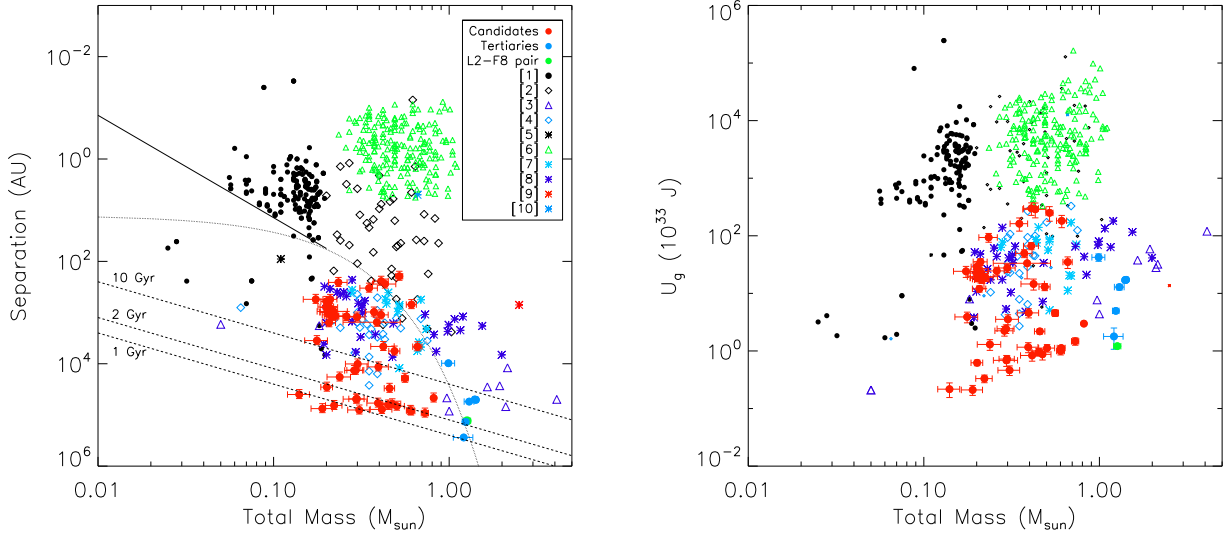 10⁻²
10⁰
10²
10⁴
10⁶
Separation (AU)
0.01
0.10
1.00
Total Mass (M_sun)
10 Gyr
2 Gyr
1 Gyr
Candidates
Tertiaries
L2-F8 pair
[1]
[2]
[3]
[4]
[5]
[6]
[7]
[8]
[9]
[10]
10⁶
10⁴
10²
10⁰
10⁻²
U_g (10³³ J)
0.01
0.10
1.00
Total Mass (M_sun)